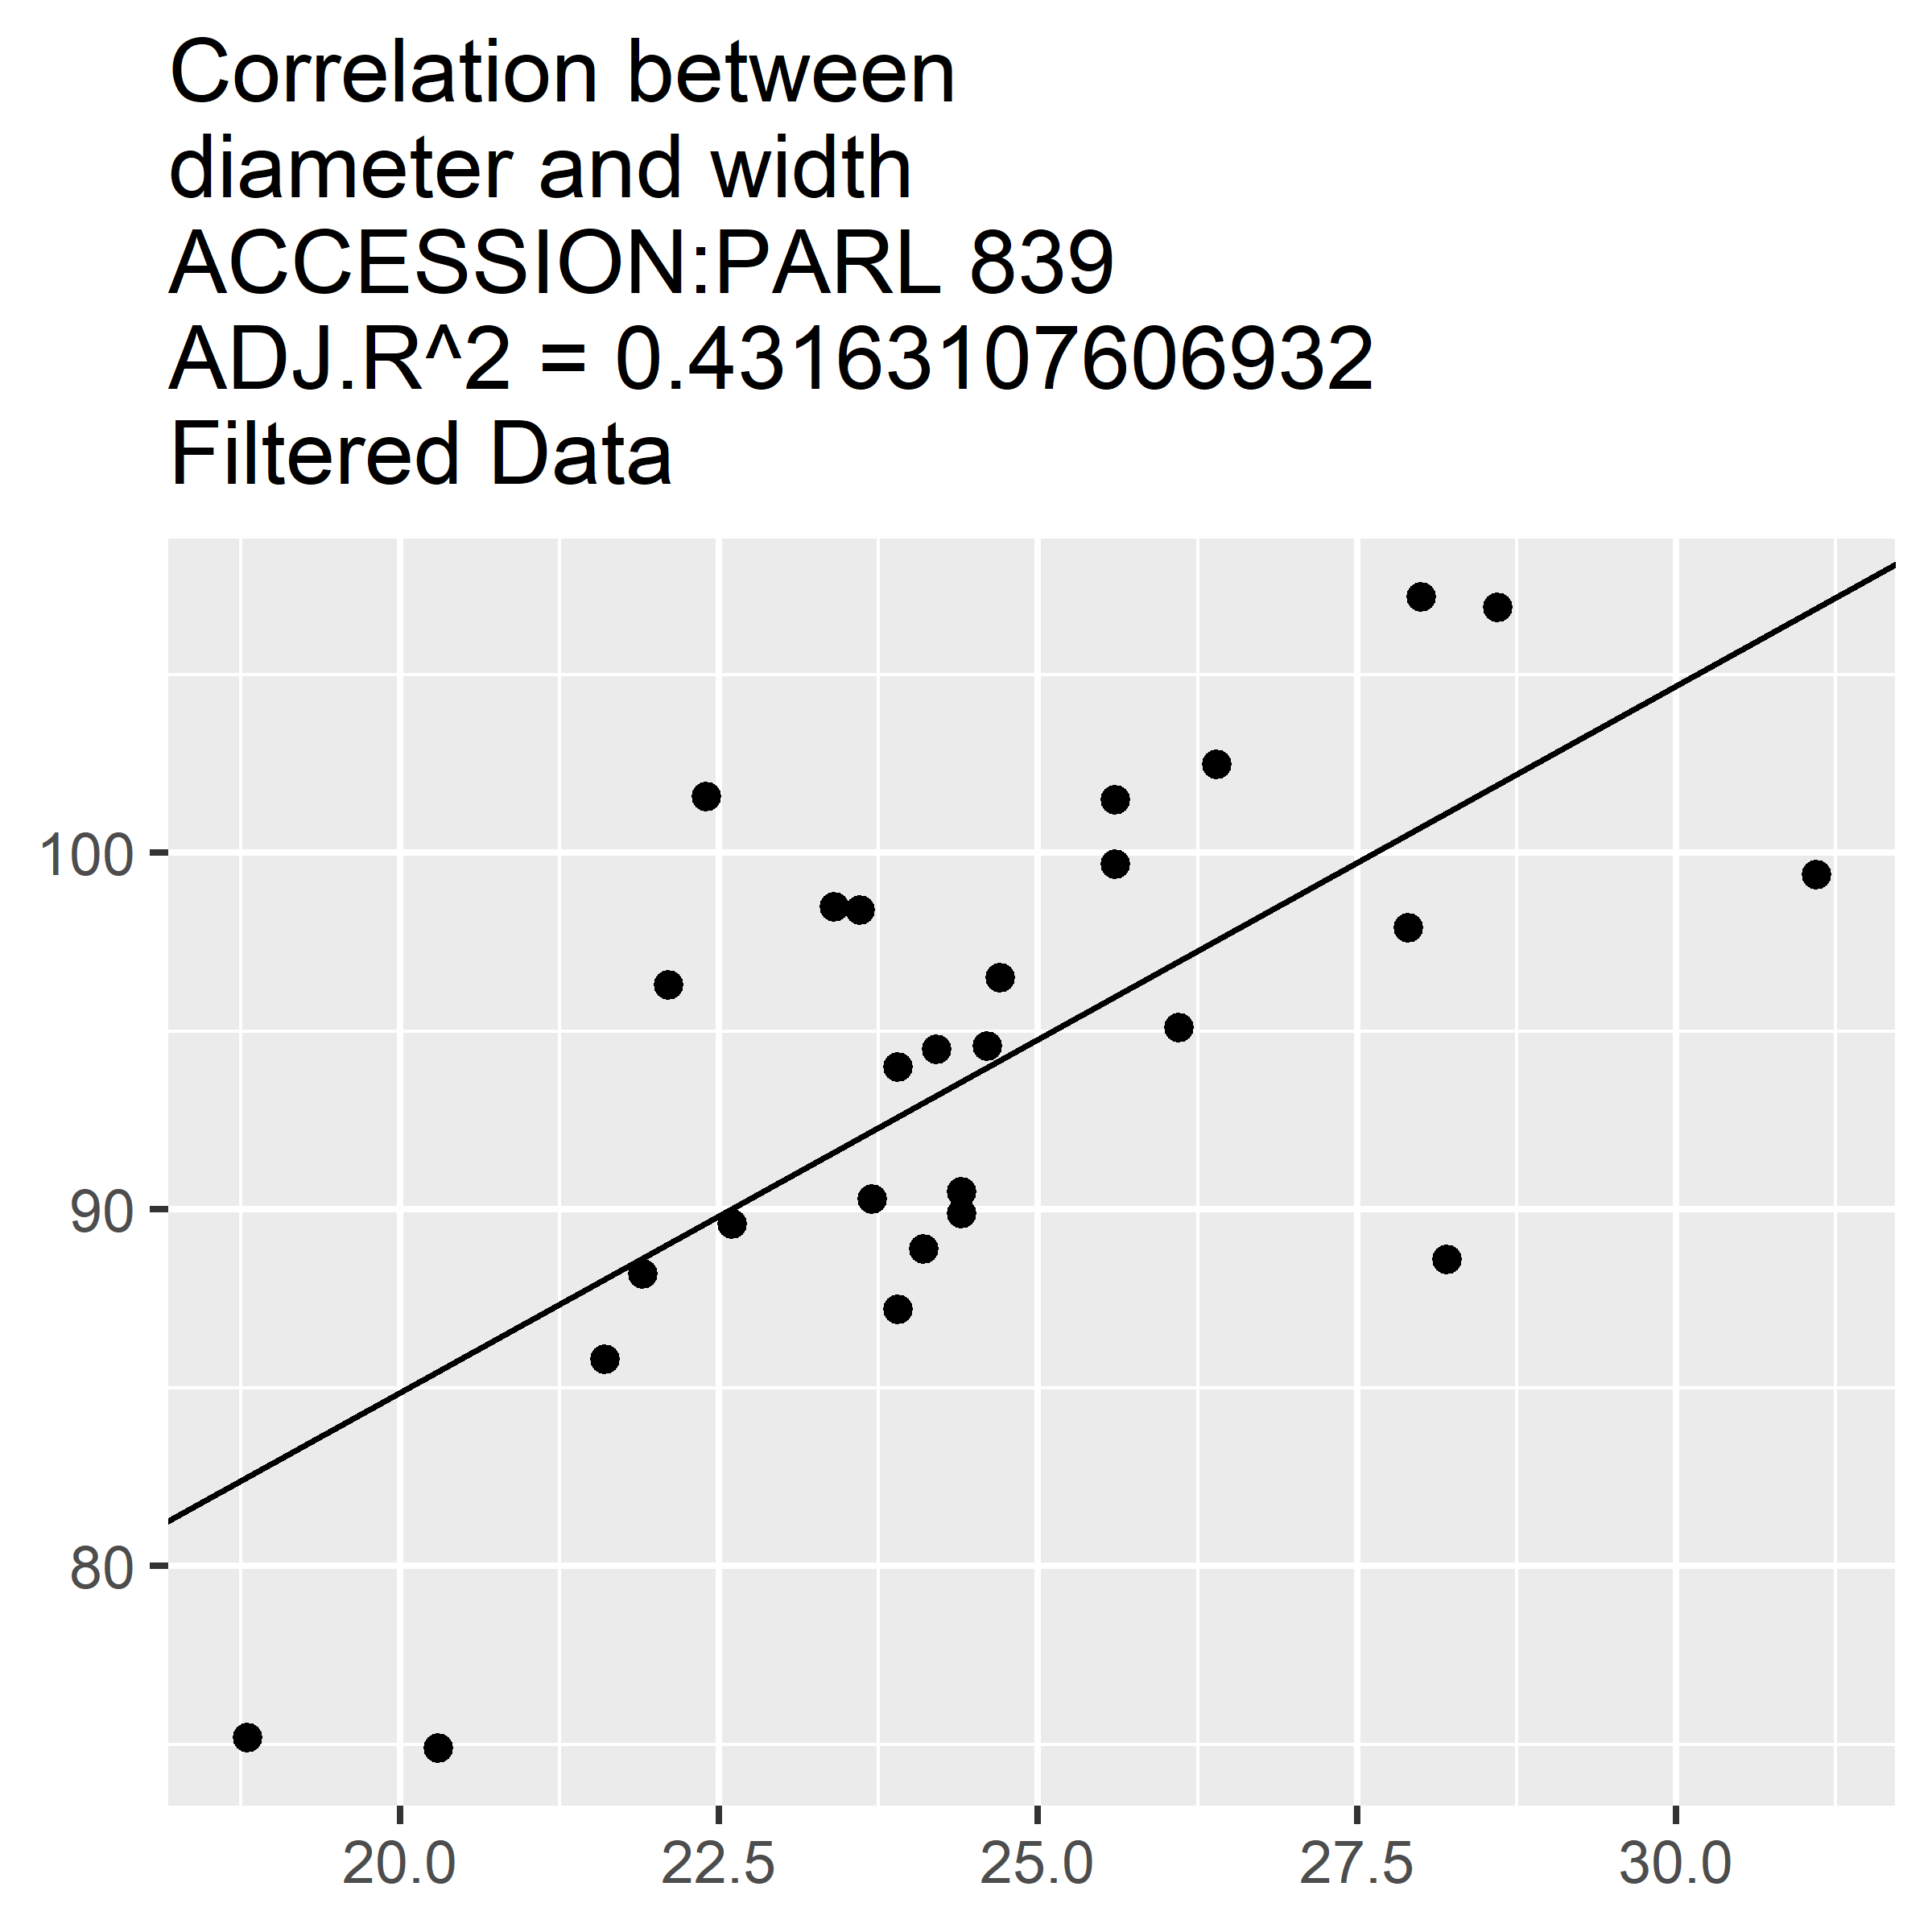 Correlation between
diameter and width
ACCESSION:PARL 839
ADJ.R^2 = 0.43163107606932
Filtered Data
100
90
80
20.0 22.5 25.0 27.5 30.0